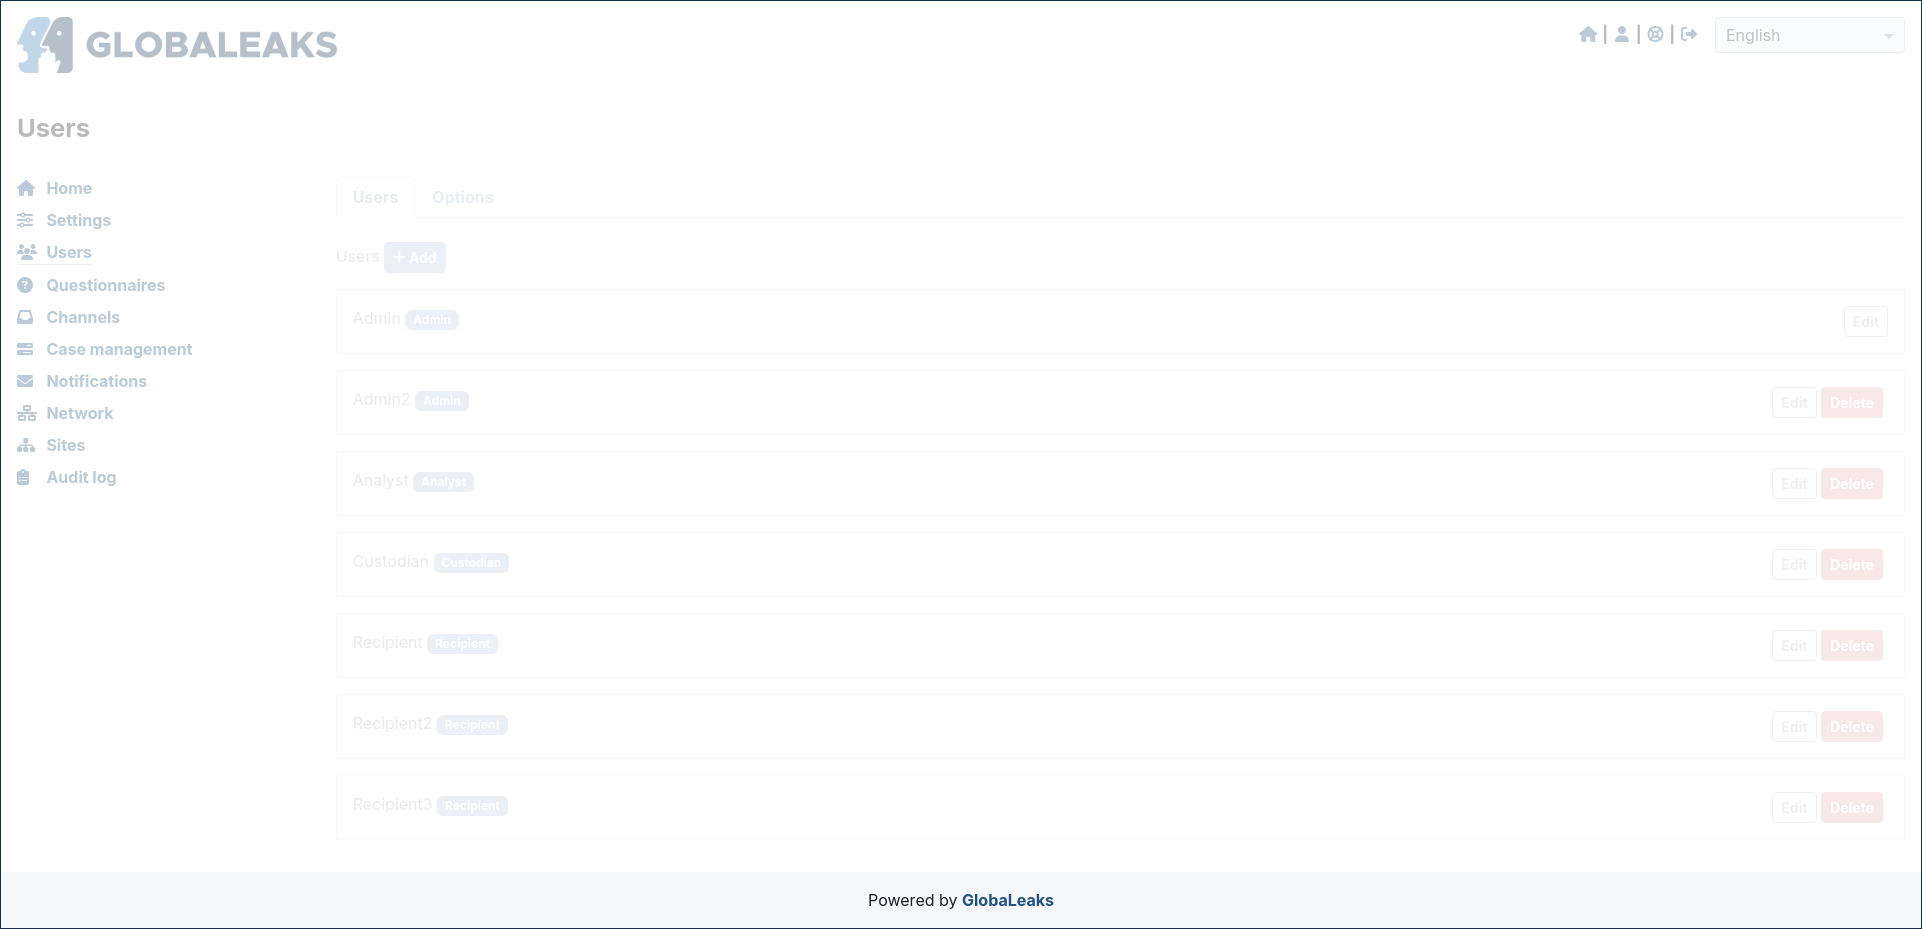 GLOBALEAKS
English
Users
Home
Settings
Users
Questionnaires
Channels
Case management
Notifications
Network
Sites
Audit log
Users Options
Users + Add
Admin Admin Edit
Admin2 Admin Edit Delete
Analyst Analyst Edit Delete
Custodian Custodian Edit Delete
Recipient Recipient Edit Delete
Recipient2 Recipient Edit Delete
Recipient3 Recipient Edit Delete
Powered by GlobaLeaks